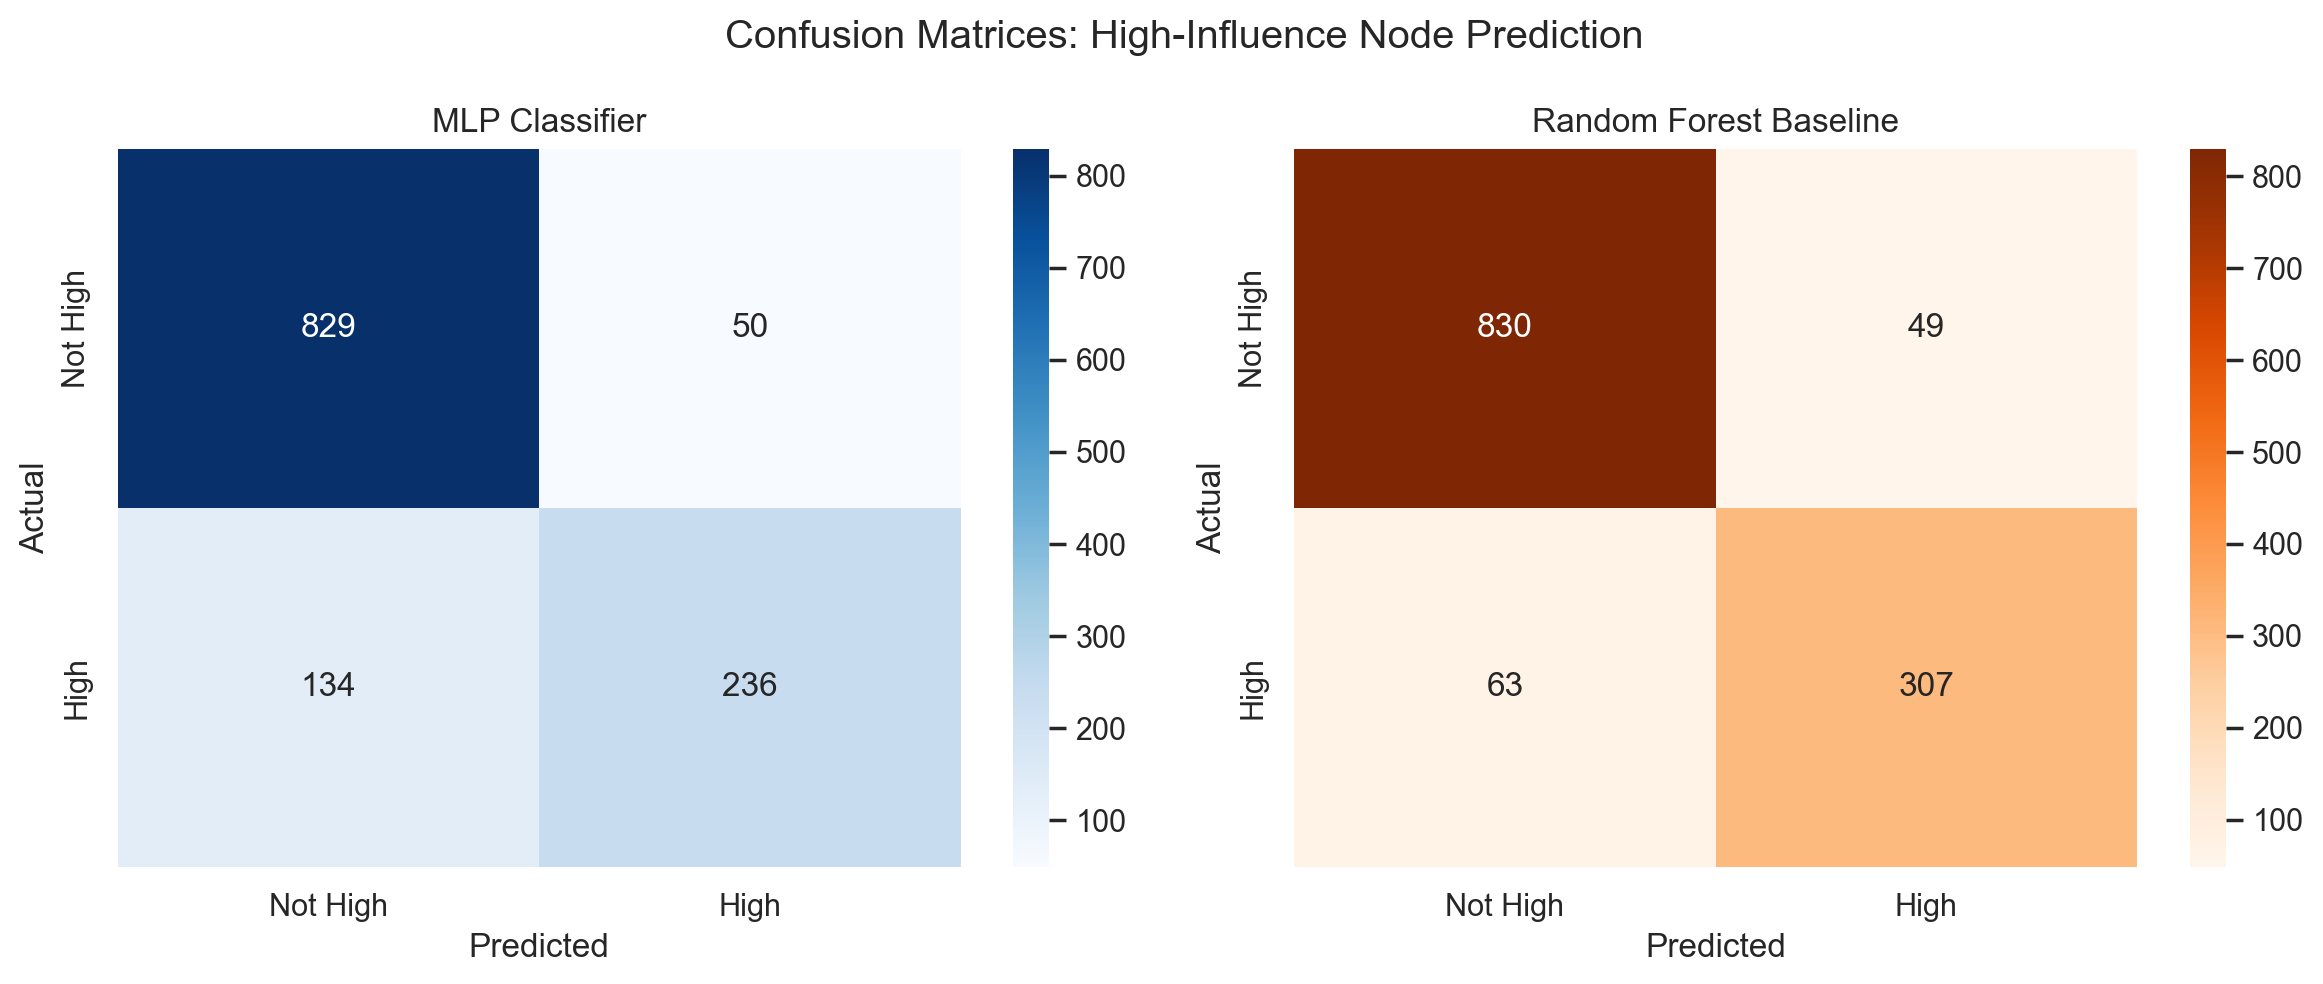 Confusion Matrices: High-Influence Node Prediction
MLP Classifier
Actual
Not High
High
829
50
134
236
Not High
High
Predicted
800
700
600
500
400
300
200
100
Random Forest Baseline
Actual
Not High
High
830
49
63
307
Not High
High
Predicted
800
700
600
500
400
300
200
100